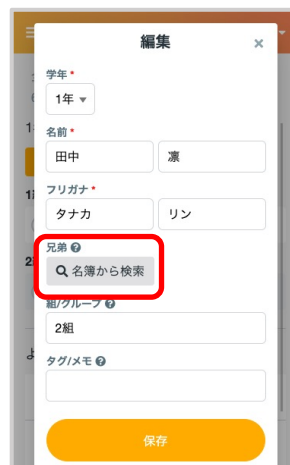 編集 ×
学年 *
1年
名前 *
田中 凛
フリガナ *
タナカ リン
兄弟 ?
名簿から検索
組/グループ ?
2組
タグ/メモ ?
保存